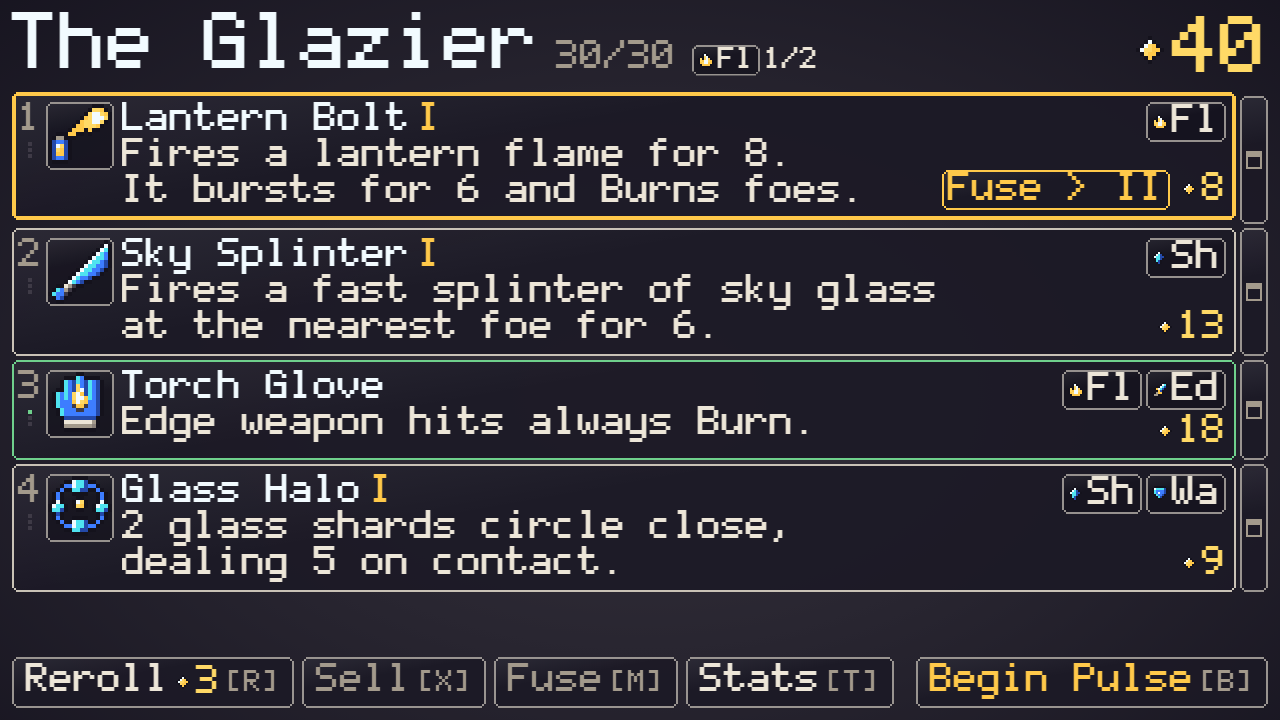 The Glazier 30/30 Fl 1/2 40
1 Lantern Bolt I Fl
Fires a lantern flame for 8.
It bursts for 6 and Burns foes. Fuse > II 8
2 Sky Splinter I Sh
Fires a fast splinter of sky glass
at the nearest foe for 6. 13
3 Torch Glove Fl Ed
Edge weapon hits always Burn. 18
4 Glass Halo I Sh Wa
2 glass shards circle close,
dealing 5 on contact. 9
Reroll 3 [R] Sell [X] Fuse [M] Stats [T] Begin Pulse [B]